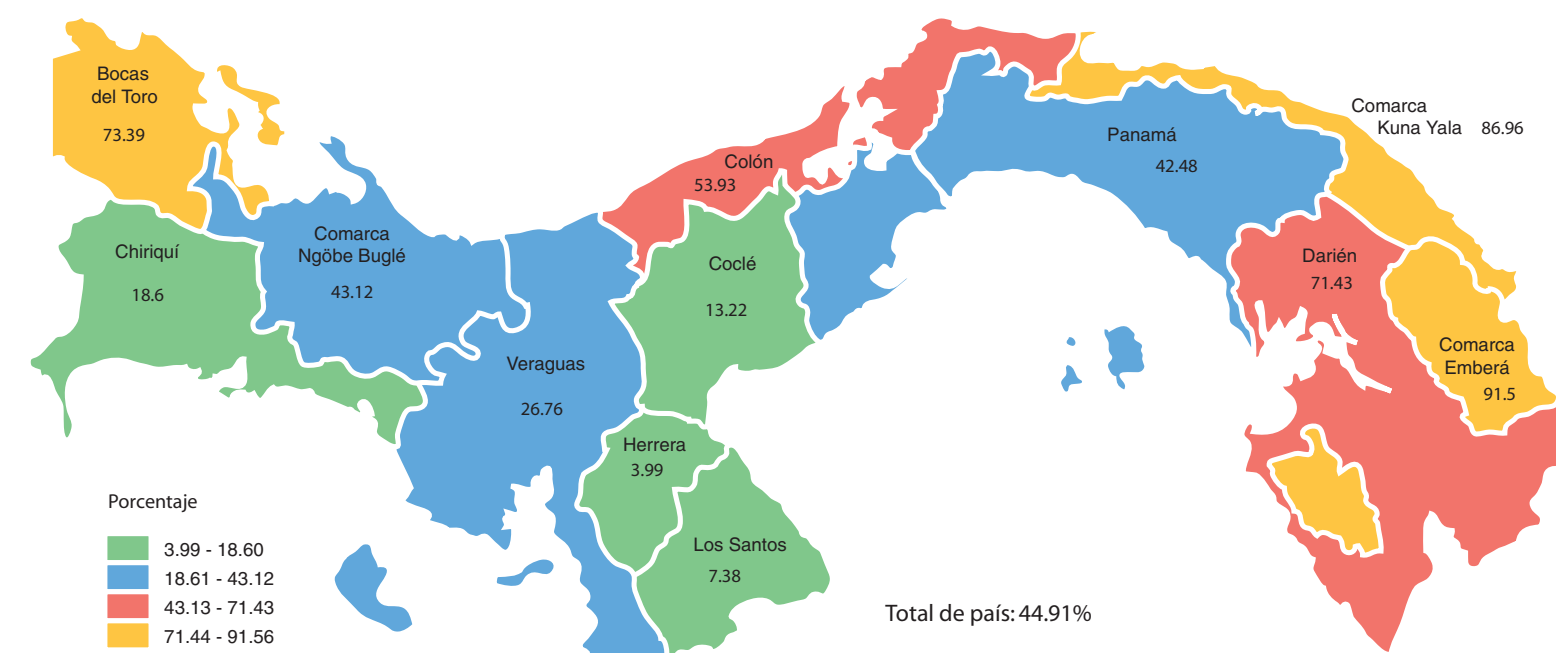 Bocas
del Toro
73.39
Chiriquí
18.6
Comarca
Ngöbe Buglé
43.12
Veraguas
26.76
Colón
53.93
Coclé
13.22
Herrera
3.99
Los Santos
7.38
Panamá
42.48
Comarca
Kuna Yala 86.96
Darién
71.43
Comarca
Emberá
91.5
Porcentaje
3.99 - 18.60
18.61 - 43.12
43.13 - 71.43
71.44 - 91.56
Total de país: 44.91%